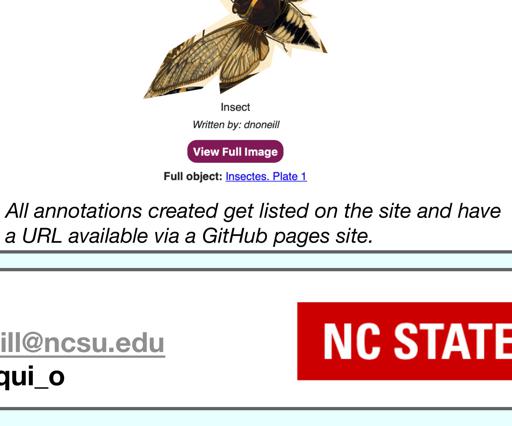 Insect
Written by: dnoneill
View Full Image
Full object: Insectes. Plate 1
All annotations created get listed on the site and have
a URL available via a GitHub pages site.
ill@ncsu.edu
qui_o
NC STATE